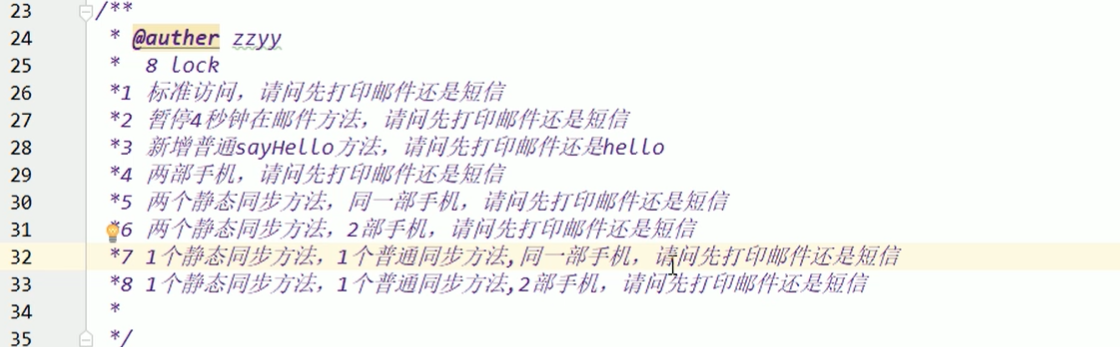 23 /**
24 * @auther zzyy
25 * 8 lock
26 *1 标准访问，请问先打印邮件还是短信
27 *2 暂停4秒钟在邮件方法，请问先打印邮件还是短信
28 *3 新增普通sayHello方法，请问先打印邮件还是hello
29 *4 两部手机，请问先打印邮件还是短信
30 *5 两个静态同步方法，同一部手机，请问先打印邮件还是短信
31 *6 两个静态同步方法，2部手机，请问先打印邮件还是短信
32 *7 1个静态同步方法，1个普通同步方法,同一部手机，请问先打印邮件还是短信
33 *8 1个静态同步方法，1个普通同步方法,2部手机，请问先打印邮件还是短信
34 *
35 */